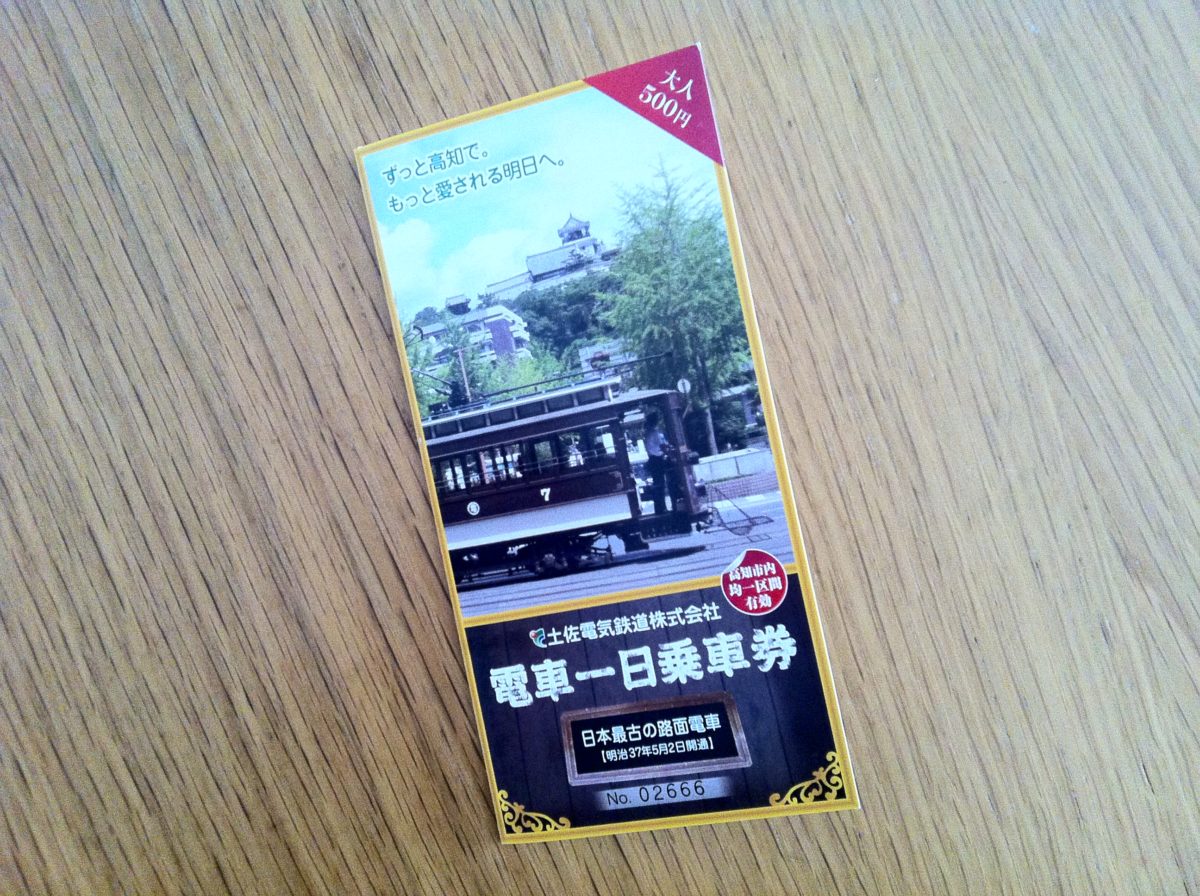 大人
500円
ずっと高知で。
もっと愛される明日へ。
7
高知市内
均一区間
有効
土佐電気鉄道株式会社
電車一日乗車券
日本最古の路面電車
【明治37年5月2日開通】
No. 02666